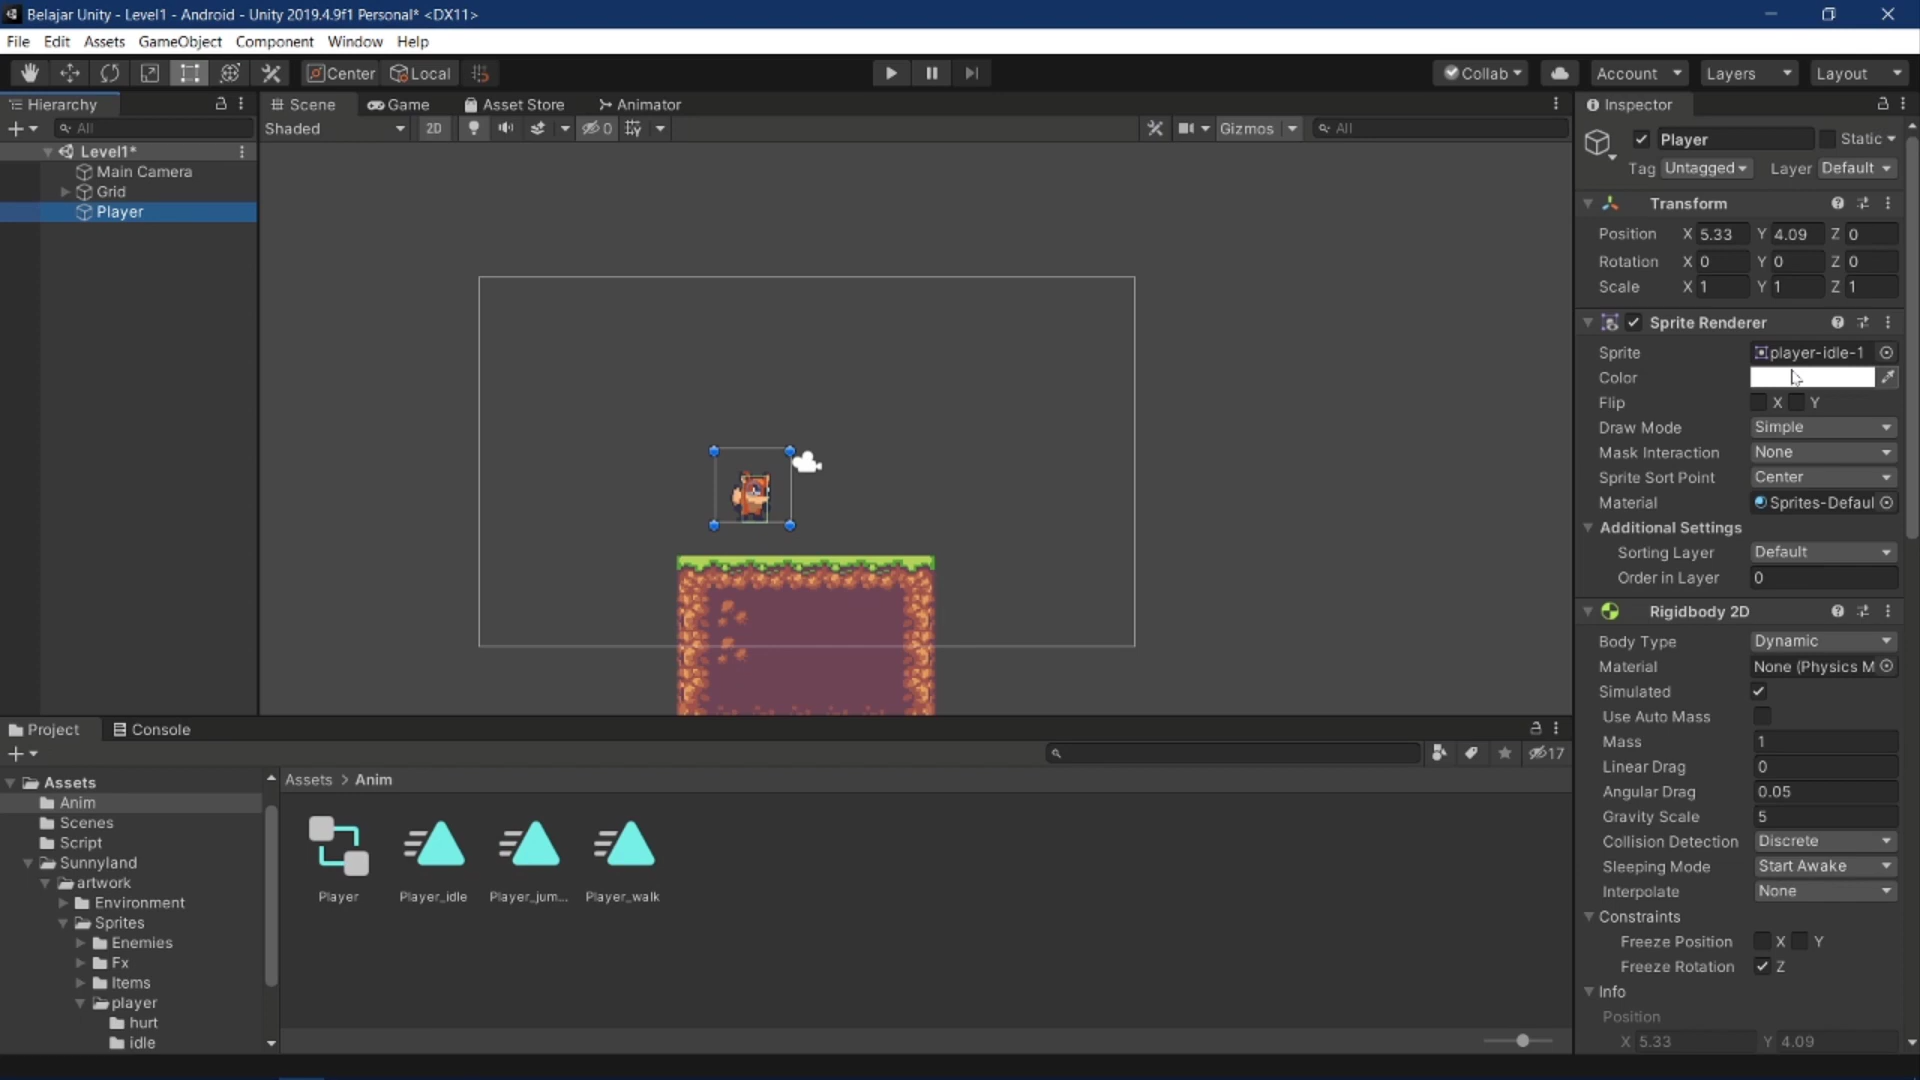 Belajar Unity - Level1 - Android - Unity 2019.4.9f1 Personal* <DX11>
File Edit Assets GameObject Component Window Help
Center Local Collab Account Layers Layout
Hierarchy
All
Level1*
Main Camera
Grid
Player
Scene Game Asset Store Animator
Shaded 2D 0 Gizmos All
Inspector
Player Static
Tag Untagged Layer Default
Transform
Position X 5.33 Y 4.09 Z 0
Rotation X 0 Y 0 Z 0
Scale X 1 Y 1 Z 1
Sprite Renderer
Sprite player-idle-1
Color
Flip X Y
Draw Mode Simple
Mask Interaction None
Sprite Sort Point Center
Material Sprites-Defaul
Additional Settings
Sorting Layer Default
Order in Layer 0
Rigidbody 2D
Body Type Dynamic
Material None (Physics M
Simulated
Use Auto Mass
Mass 1
Linear Drag 0
Angular Drag 0.05
Gravity Scale 5
Collision Detection Discrete
Sleeping Mode Start Awake
Interpolate None
Constraints
Freeze Position X Y
Freeze Rotation Z
Info
Position
X 5.33 Y 4.09
Project Console
17
Assets
Anim
Scenes
Script
Sunnyland
artwork
Environment
Sprites
Enemies
Fx
Items
player
hurt
idle
Assets > Anim
Player Player_idle Player_jum... Player_walk